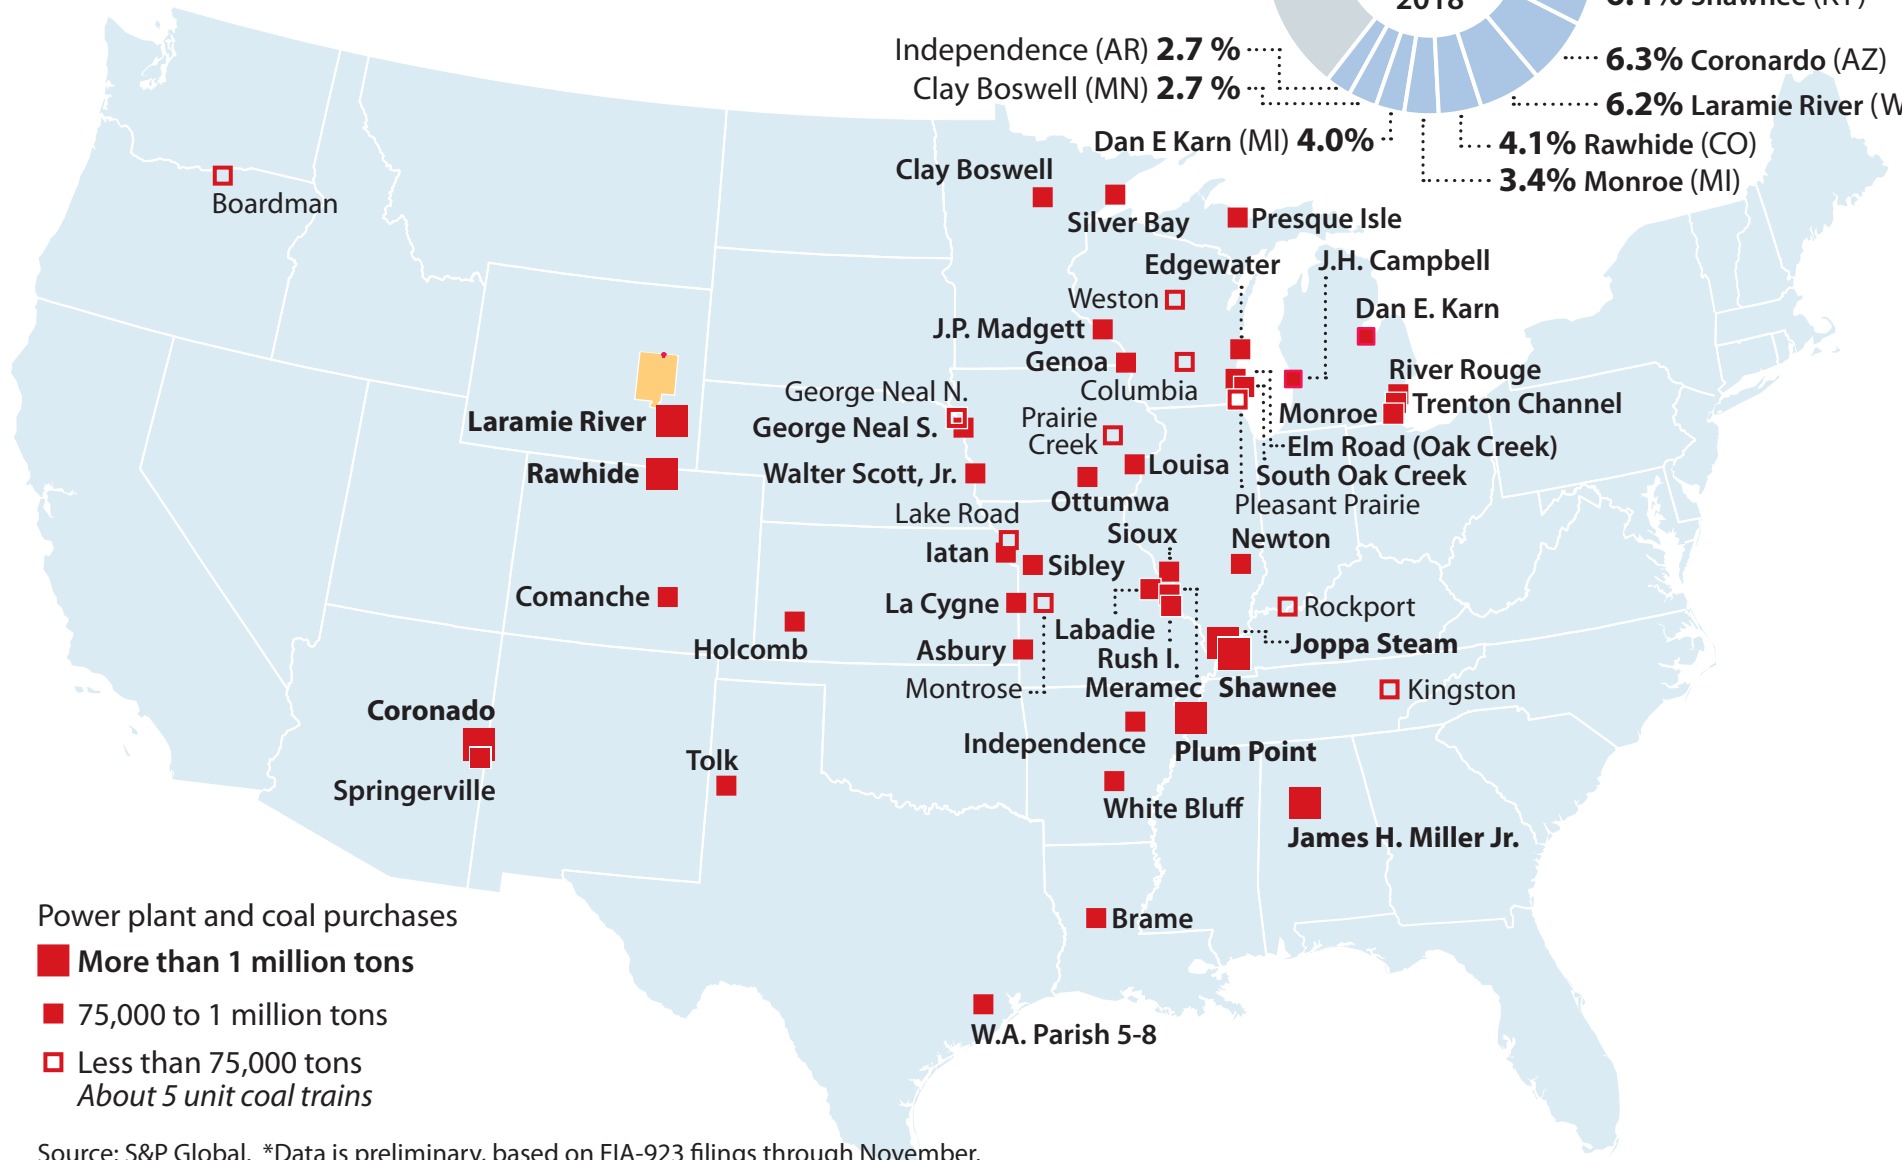 2018
Shawnee (KY)
Independence (AR) 2.7 %
6.3% Coronardo (AZ)
Clay Boswell (MN) 2.7 %
6.2% Laramie River (W
Dan E Karn (MI) 4.0%
4.1% Rawhide (CO)
3.4% Monroe (MI)
Clay Boswell
Boardman
Silver Bay
Presque Isle
Edgewater
J.H. Campbell
Weston
Dan E. Karn
J.P. Madgett
Genoa
River Rouge
Columbia
George Neal N.
Trenton Channel
Monroe
Laramie River
George Neal S.
Prairie
Creek
Elm Road (Oak Creek)
Rawhide
Walter Scott, Jr.
Louisa
South Oak Creek
Ottumwa
Pleasant Prairie
Lake Road
Sioux
Newton
Iatan
Sibley
Comanche
La Cygne
Rockport
Holcomb
Asbury
Labadie
Rush I.
Joppa Steam
Montrose
Meramec
Shawnee
Kingston
Coronado
Independence
Plum Point
Tolk
Springerville
White Bluff
James H. Miller Jr.
Brame
W.A. Parish 5-8
Power plant and coal purchases
More than 1 million tons
75,000 to 1 million tons
Less than 75,000 tons
About 5 unit coal trains
Source: S&P Global. *Data is preliminary, based on EIA-923 filings through November.